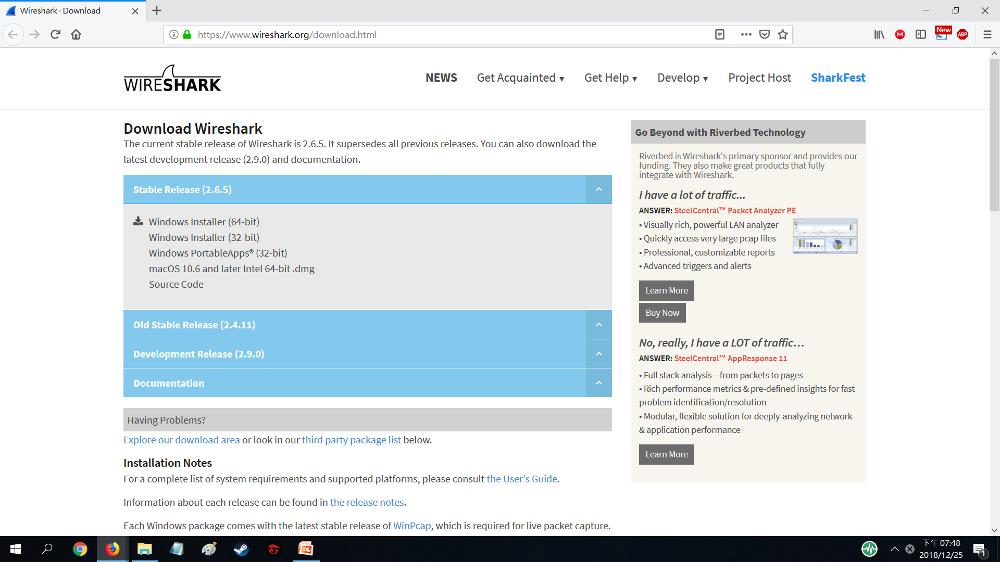 Wireshark · Download
https://www.wireshark.org/download.html
New
M
ABP
WIRESHARK
NEWS
Get Acquainted ▼
Get Help ▼
Develop ▼
Project Host
SharkFest
Download Wireshark
The current stable release of Wireshark is 2.6.5. It supersedes all previous releases. You can also download the
latest development release (2.9.0) and documentation.
Stable Release (2.6.5)
Windows Installer (64-bit)
Windows Installer (32-bit)
Windows PortableApps® (32-bit)
macOS 10.6 and later Intel 64-bit .dmg
Source Code
Old Stable Release (2.4.11)
Development Release (2.9.0)
Documentation
Having Problems?
Explore our download area or look in our third party package list below.
Installation Notes
For a complete list of system requirements and supported platforms, please consult the User's Guide.
Information about each release can be found in the release notes.
Each Windows package comes with the latest stable release of WinPcap, which is required for live packet capture.
Go Beyond with Riverbed Technology
Riverbed is Wireshark's primary sponsor and provides our
funding. They also make great products that fully
integrate with Wireshark.
I have a lot of traffic...
ANSWER: SteelCentral™ Packet Analyzer PE
• Visually rich, powerful LAN analyzer
• Quickly access very large pcap files
• Professional, customizable reports
• Advanced triggers and alerts
Learn More
Buy Now
No, really, I have a LOT of traffic…
ANSWER: SteelCentral™ AppResponse 11
• Full stack analysis – from packets to pages
• Rich performance metrics & pre-defined insights for fast
problem identification/resolution
• Modular, flexible solution for deeply-analyzing network
& application performance
Learn More
下午 07:48
2018/12/25
1